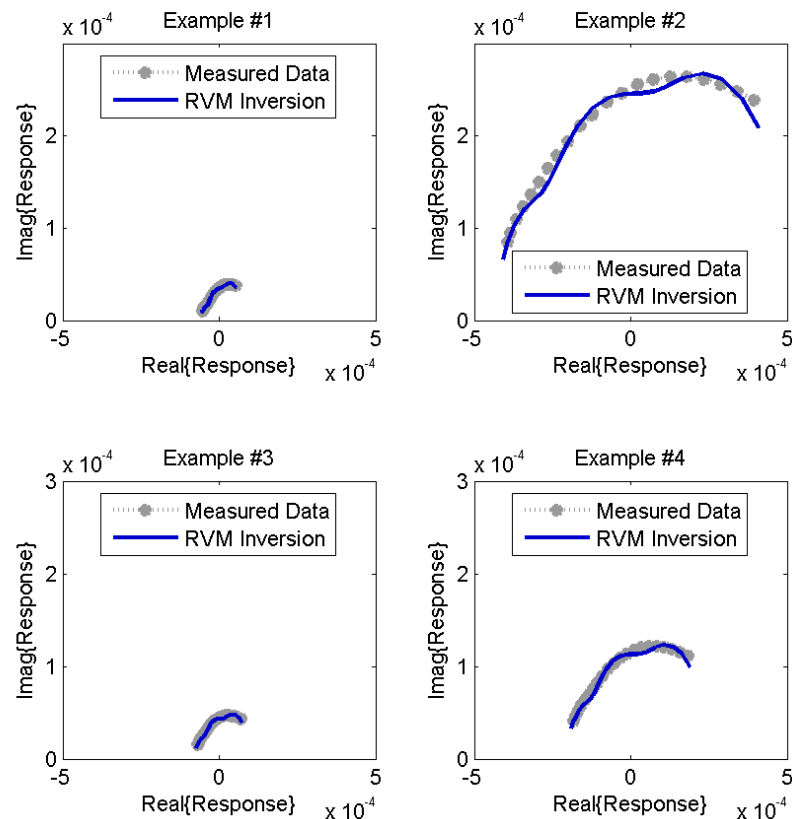 x 10^-4
Example #1
Measured Data
RVM Inversion
2
1
0
Imag{Response}
-5
0
5
Real{Response}
x 10^-4
x 10^-4
Example #2
2
1
0
Imag{Response}
Measured Data
RVM Inversion
-5
0
5
Real{Response}
x 10^-4
x 10^-4
Example #3
3
Measured Data
RVM Inversion
2
1
0
Imag{Response}
-5
0
5
Real{Response}
x 10^-4
x 10^-4
Example #4
3
Measured Data
RVM Inversion
2
1
0
Imag{Response}
-5
0
5
Real{Response}
x 10^-4